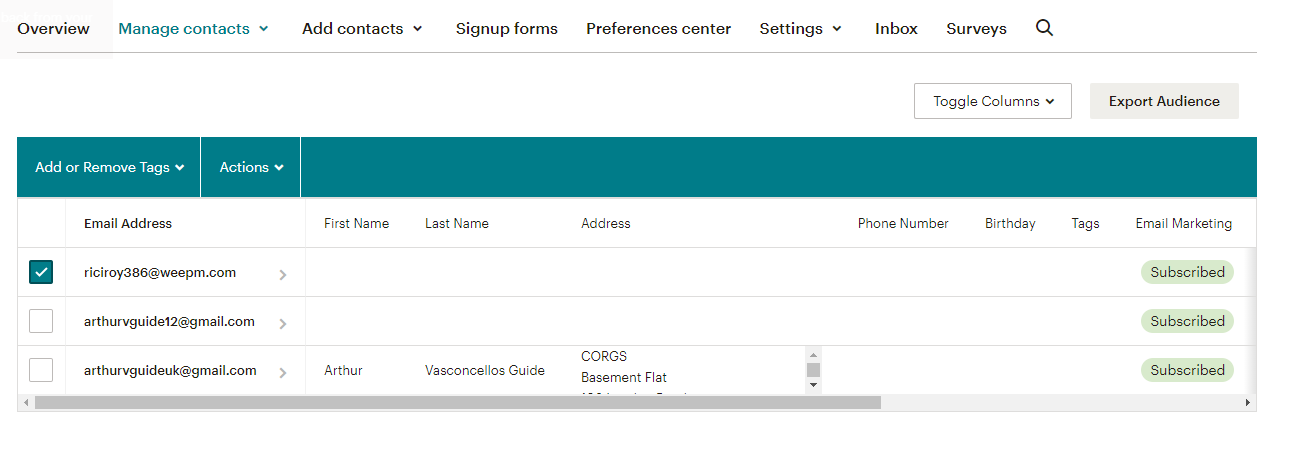 Overview Manage contacts Add contacts Signup forms Preferences center Settings Inbox Surveys
Toggle Columns Export Audience
Add or Remove Tags Actions
Email Address First Name Last Name Address Phone Number Birthday Tags Email Marketing
riciroy386@weepm.com Subscribed
arthurvguide12@gmail.com Subscribed
arthurvguideuk@gmail.com Arthur Vasconcellos Guide CORGS Subscribed
Basement Flat